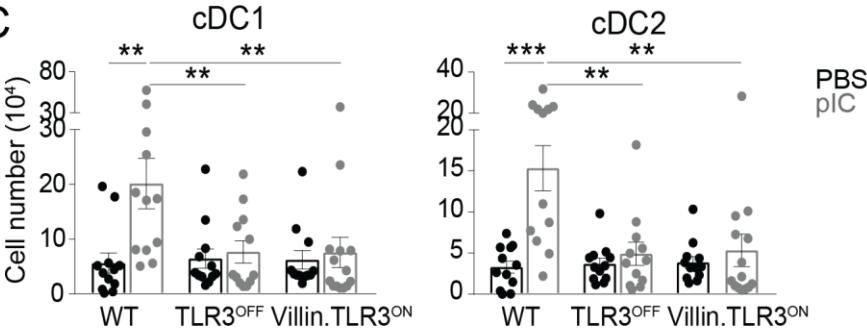 C
cDC1
cDC2
** **
**
*** **
**
PBS
pIC
Cell number (10⁴)
80
30
30
20
10
0
40
20
20
15
10
5
0
WT TLR3ᴼᶠᶠ Villin.TLR3ᴼᴺ
WT TLR3ᴼᶠᶠ Villin.TLR3ᴼᴺ